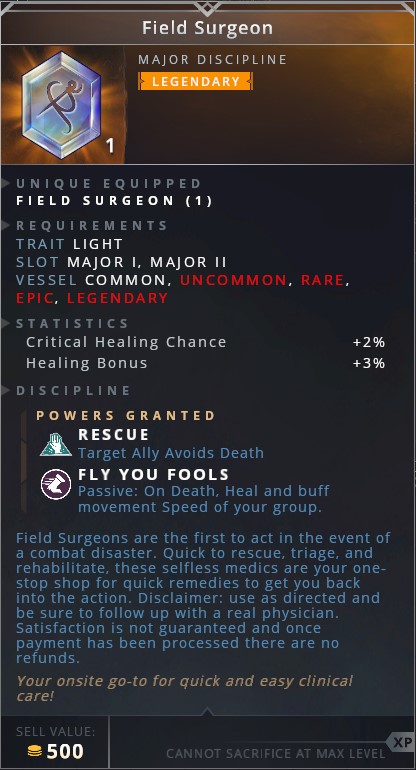 Field Surgeon
MAJOR DISCIPLINE
LEGENDARY
1
UNIQUE EQUIPPED
FIELD SURGEON (1)
REQUIREMENTS
TRAIT LIGHT
SLOT MAJOR I, MAJOR II
VESSEL COMMON, UNCOMMON, RARE,
EPIC, LEGENDARY
STATISTICS
Critical Healing Chance +2%
Healing Bonus +3%
DISCIPLINE
POWERS GRANTED
RESCUE
Target Ally Avoids Death
FLY YOU FOOLS
Passive: On Death, Heal and buff
movement Speed of your group.
Field Surgeons are the first to act in the event of
a combat disaster. Quick to rescue, triage, and
rehabilitate, these selfless medics are your one-
stop shop for quick remedies to get you back
into the action. Disclaimer: use as directed and
be sure to follow up with a real physician.
Satisfaction is not guaranteed and once
payment has been processed there are no
refunds.
Your onsite go-to for quick and easy clinical
care!
SELL VALUE:
500
XP
CANNOT SACRIFICE AT MAX LEVEL